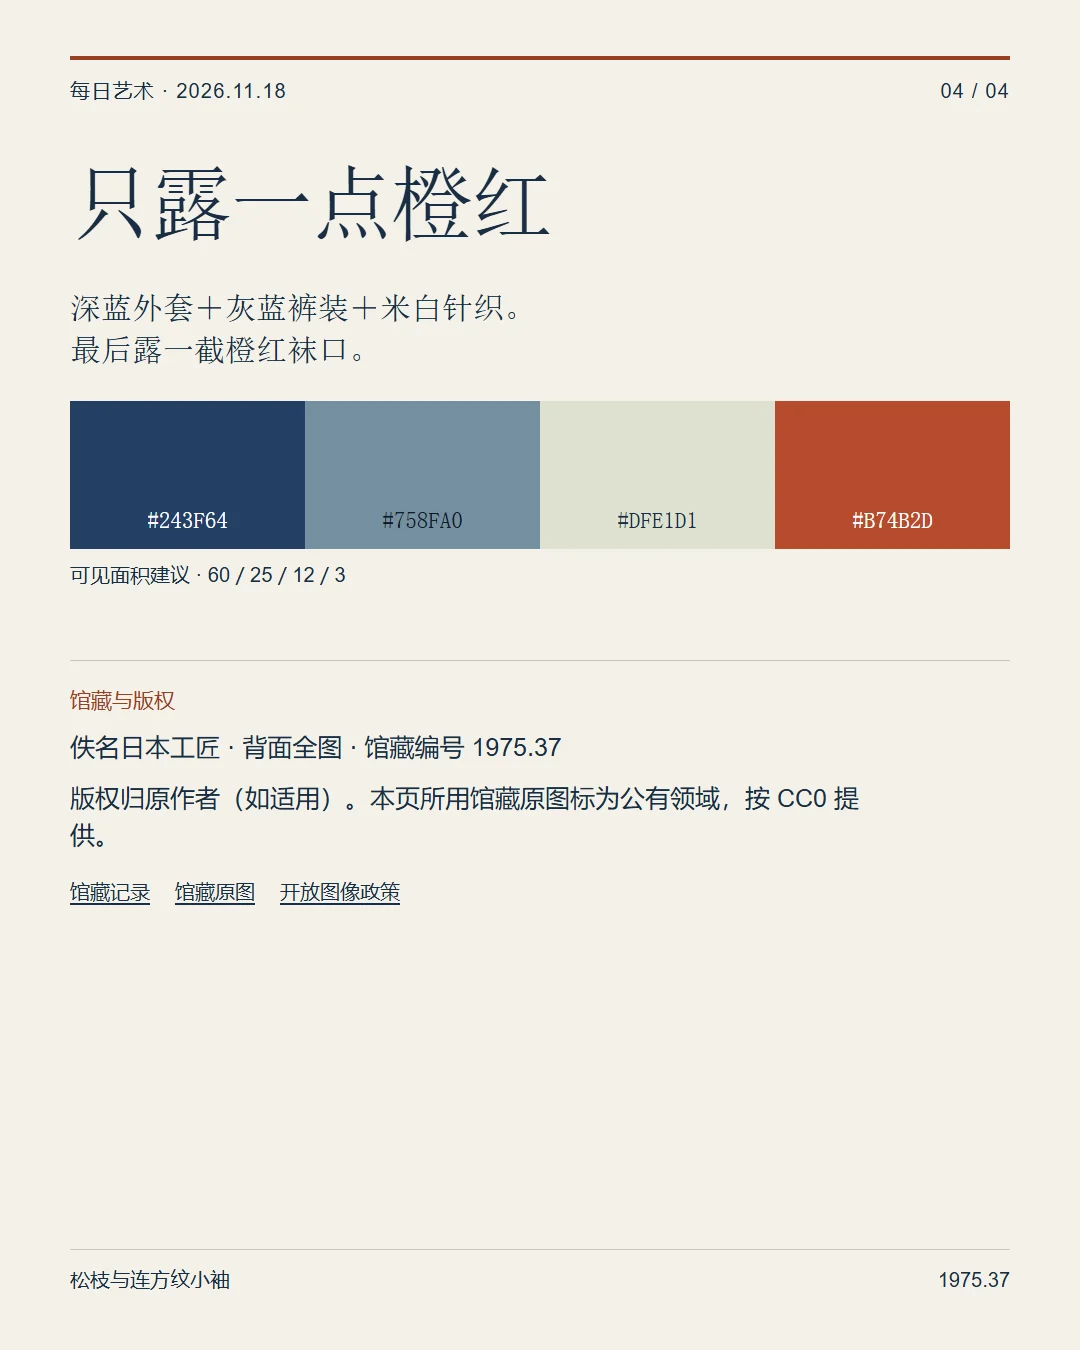 每日艺术 · 2026.11.18
04 / 04
只露一点橙红
深蓝外套＋灰蓝裤装＋米白针织。
最后露一截橙红袜口。
#243F64
#758FA0
#DFE1D1
#B74B2D
可见面积建议 · 60 / 25 / 12 / 3
馆藏与版权
佚名日本工匠 · 背面全图 · 馆藏编号 1975.37
版权归原作者（如适用）。本页所用馆藏原图标为公有领域，按 CC0 提
供。
馆藏记录 馆藏原图 开放图像政策
松枝与连方纹小袖
1975.37